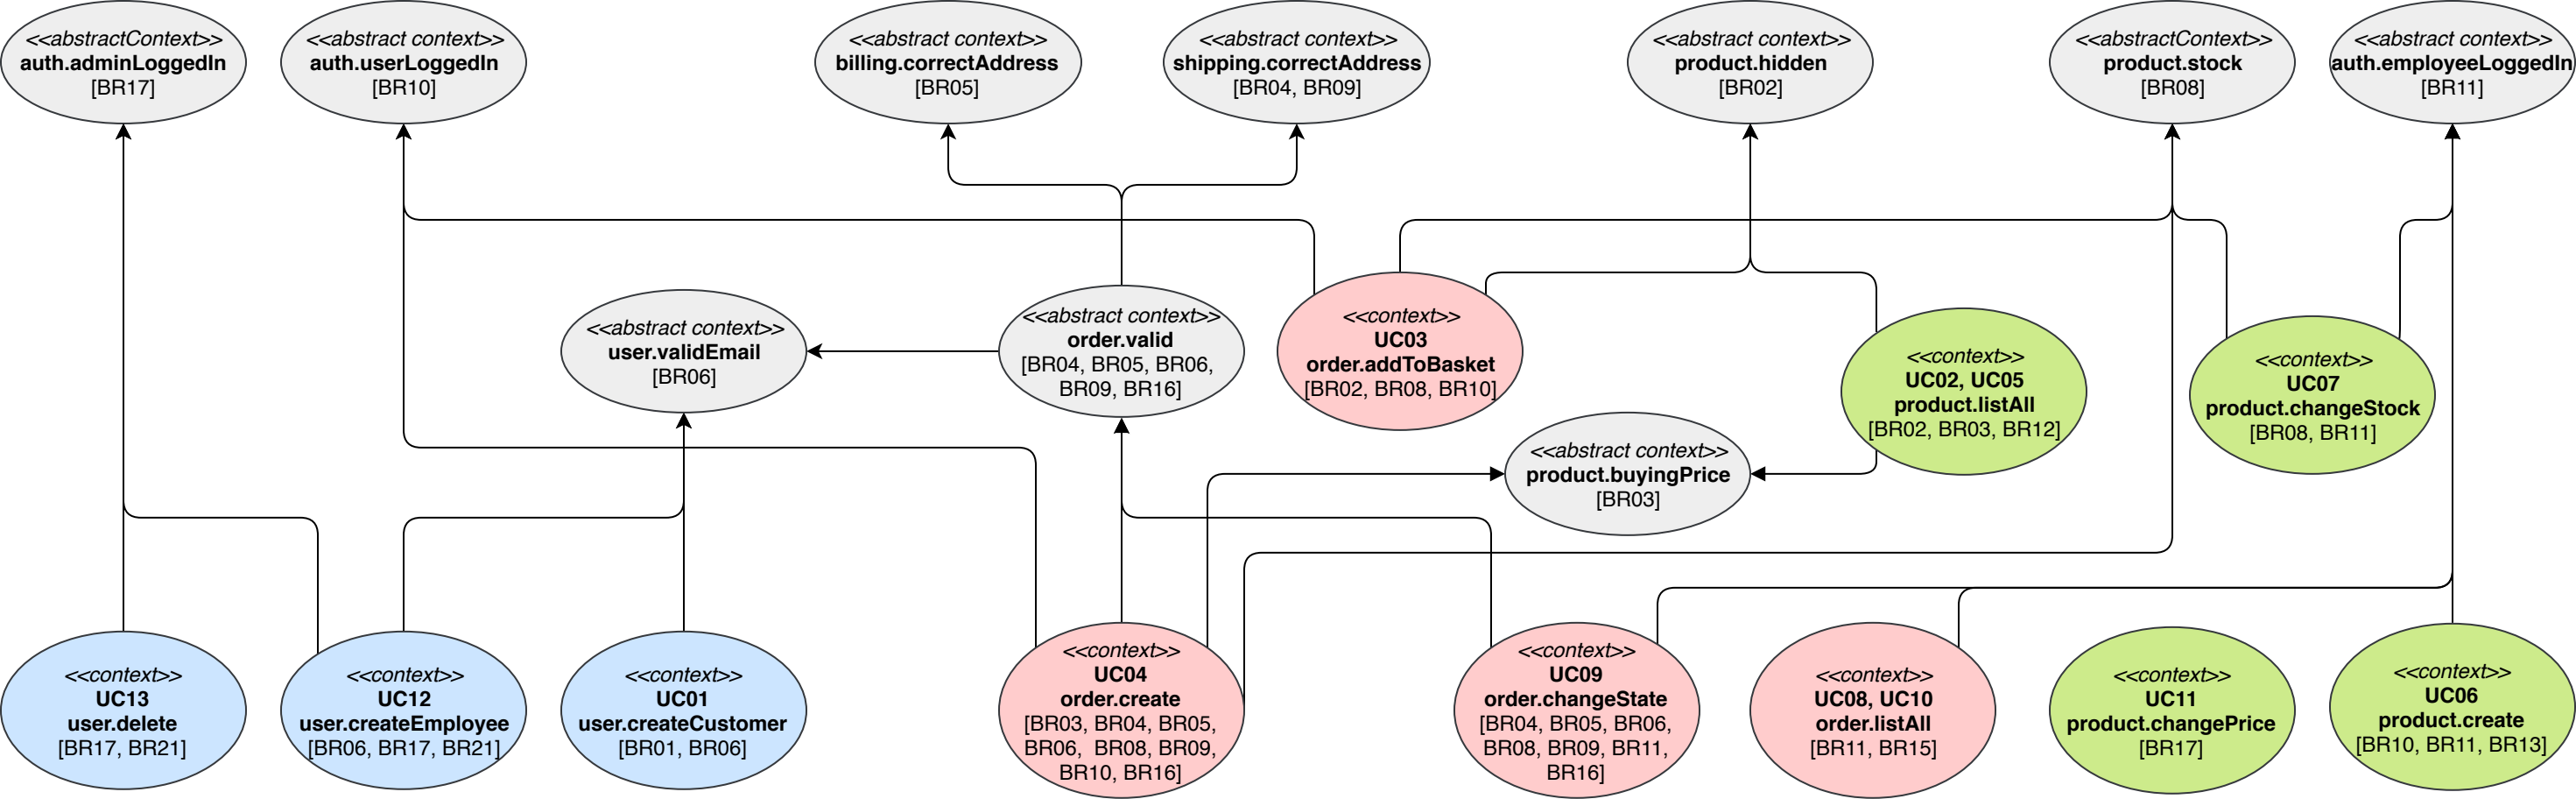 <<abstractContext>>
auth.adminLoggedIn
[BR17]
<<abstract context>>
auth.userLoggedIn
[BR10]
<<abstract context>>
billing.correctAddress
[BR05]
<<abstract context>>
shipping.correctAddress
[BR04, BR09]
<<abstract context>>
product.hidden
[BR02]
<<abstractContext>>
product.stock
[BR08]
<<abstract context>>
auth.employeeLoggedIn
[BR11]
<<abstract context>>
user.validEmail
[BR06]
<<abstract context>>
order.valid
[BR04, BR05, BR06,
BR09, BR16]
<<context>>
UC03
order.addToBasket
[BR02, BR08, BR10]
<<context>>
UC02, UC05
product.listAll
[BR02, BR03, BR12]
<<context>>
UC07
product.changeStock
[BR08, BR11]
<<abstract context>>
product.buyingPrice
[BR03]
<<context>>
UC13
user.delete
[BR17, BR21]
<<context>>
UC12
user.createEmployee
[BR06, BR17, BR21]
<<context>>
UC01
user.createCustomer
[BR01, BR06]
<<context>>
UC04
order.create
[BR03, BR04, BR05,
BR06, BR08, BR09,
BR10, BR16]
<<context>>
UC09
order.changeState
[BR04, BR05, BR06,
BR08, BR09, BR11,
BR16]
<<context>>
UC08, UC10
order.listAll
[BR11, BR15]
<<context>>
UC11
product.changePrice
[BR17]
<<context>>
UC06
product.create
[BR10, BR11, BR13]